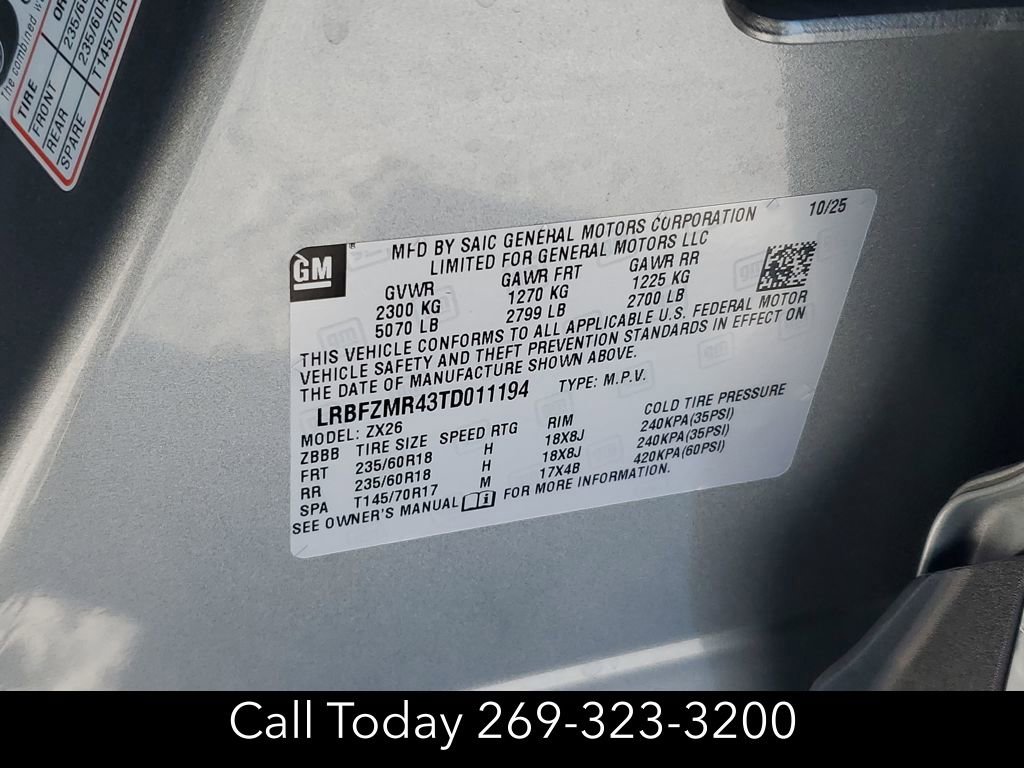 The combined w
TIRE OR
FRONT 235/60
REAR 235/60R
SPARE T145/70R
GM
MFD BY SAIC GENERAL MOTORS CORPORATION 10/25
LIMITED FOR GENERAL MOTORS LLC
GVWR GAWR FRT GAWR RR
2300 KG 1270 KG 1225 KG
5070 LB 2799 LB 2700 LB
THIS VEHICLE CONFORMS TO ALL APPLICABLE U.S. FEDERAL MOTOR
VEHICLE SAFETY AND THEFT PREVENTION STANDARDS IN EFFECT ON
THE DATE OF MANUFACTURE SHOWN ABOVE.
LRBFZMR43TD011194 TYPE: M.P.V.
MODEL: ZX26
ZBBB TIRE SIZE SPEED RTG RIM COLD TIRE PRESSURE
FRT 235/60R18 H 18X8J 240KPA(35PSI)
RR 235/60R18 H 18X8J 240KPA(35PSI)
SPA T145/70R17 M 17X4B 420KPA(60PSI)
SEE OWNER'S MANUAL FOR MORE INFORMATION.
Call Today 269-323-3200